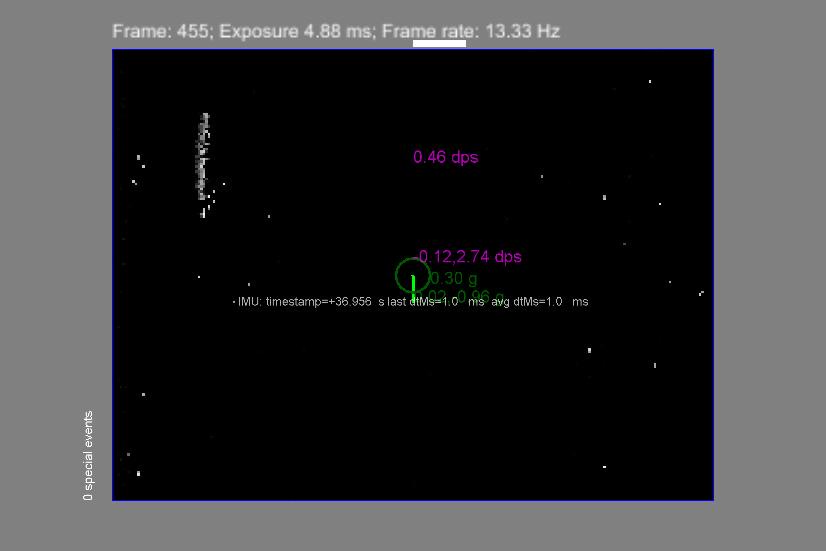 Frame: 455; Exposure 4.88 ms; Frame rate: 13.33 Hz
0.46 dps
-0.12,2.74 dps
0.30 g
IMU: timestamp=+36.956 s last dtMs=1.0 ms avg dtMs=1.0 ms
0 special events